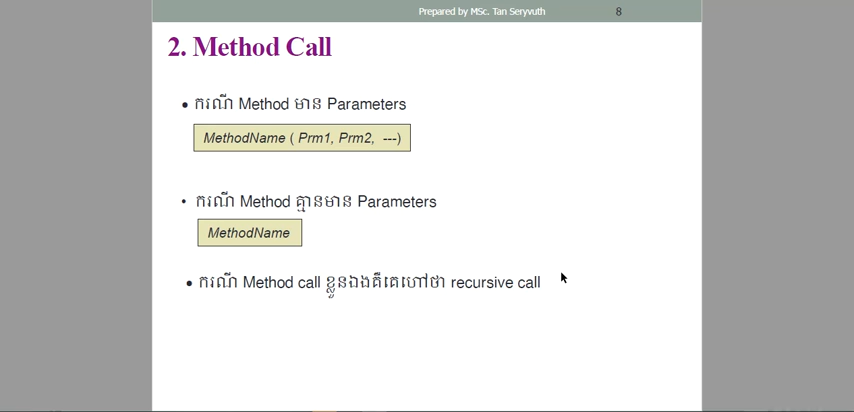 Prepared by MSc. Tan Seryvuth 8
2. Method Call
• ករណី Method មាន Parameters
MethodName ( Prm1, Prm2, ---)
• ករណី Method គ្មានមាន Parameters
MethodName
• ករណី Method call ខ្លួនឯងគឺគេហៅថា recursive call